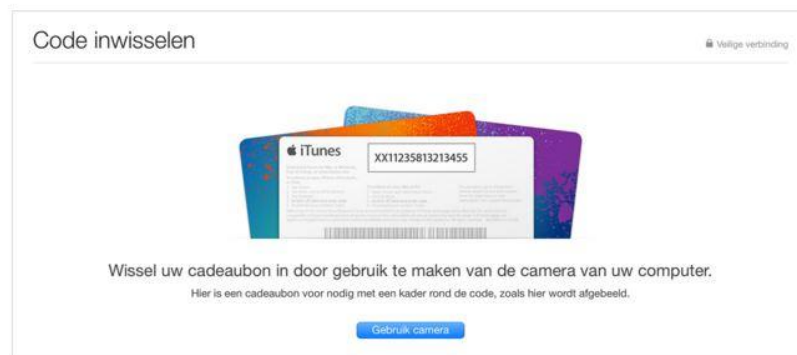 Code inwisselen
Veilige verbinding
iTunes
XX11235813213455
Wissel uw cadeaubon in door gebruik te maken van de camera van uw computer.
Hier is een cadeaubon voor nodig met een kader rond de code, zoals hier wordt afgebeeld.
Gebruik camera